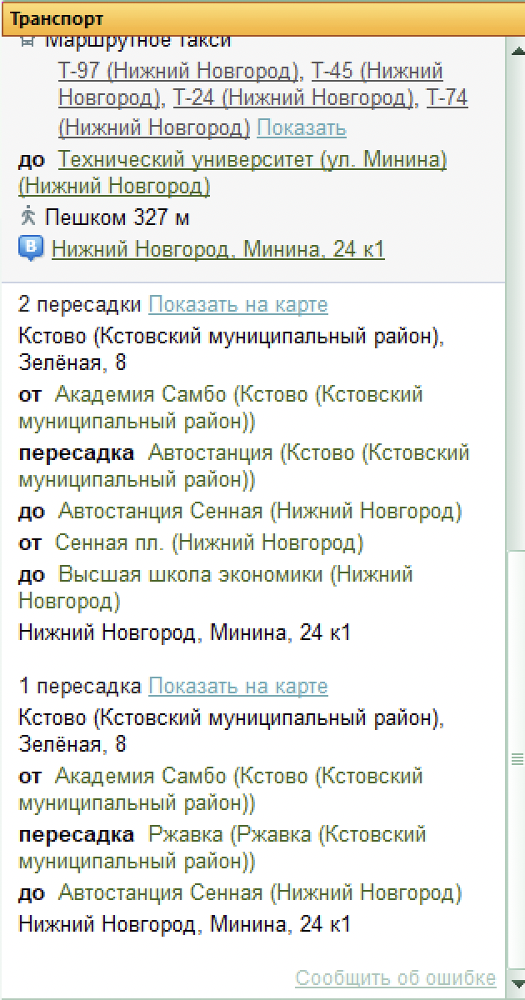 Транспорт
Маршрутное такси
Т-97 (Нижний Новгород), Т-45 (Нижний
Новгород), Т-24 (Нижний Новгород), Т-74
(Нижний Новгород) Показать
до Технический университет (ул. Минина)
(Нижний Новгород)
Пешком 327 м
B Нижний Новгород, Минина, 24 к1
2 пересадки Показать на карте
Кстово (Кстовский муниципальный район),
Зелёная, 8
от Академия Самбо (Кстово (Кстовский
муниципальный район))
пересадка Автостанция (Кстово (Кстовский
муниципальный район))
до Автостанция Сенная (Нижний Новгород)
от Сенная пл. (Нижний Новгород)
до Высшая школа экономики (Нижний
Новгород)
Нижний Новгород, Минина, 24 к1
1 пересадка Показать на карте
Кстово (Кстовский муниципальный район),
Зелёная, 8
от Академия Самбо (Кстово (Кстовский
муниципальный район))
пересадка Ржавка (Ржавка (Кстовский
муниципальный район))
до Автостанция Сенная (Нижний Новгород)
Нижний Новгород, Минина, 24 к1
Сообщить об ошибке